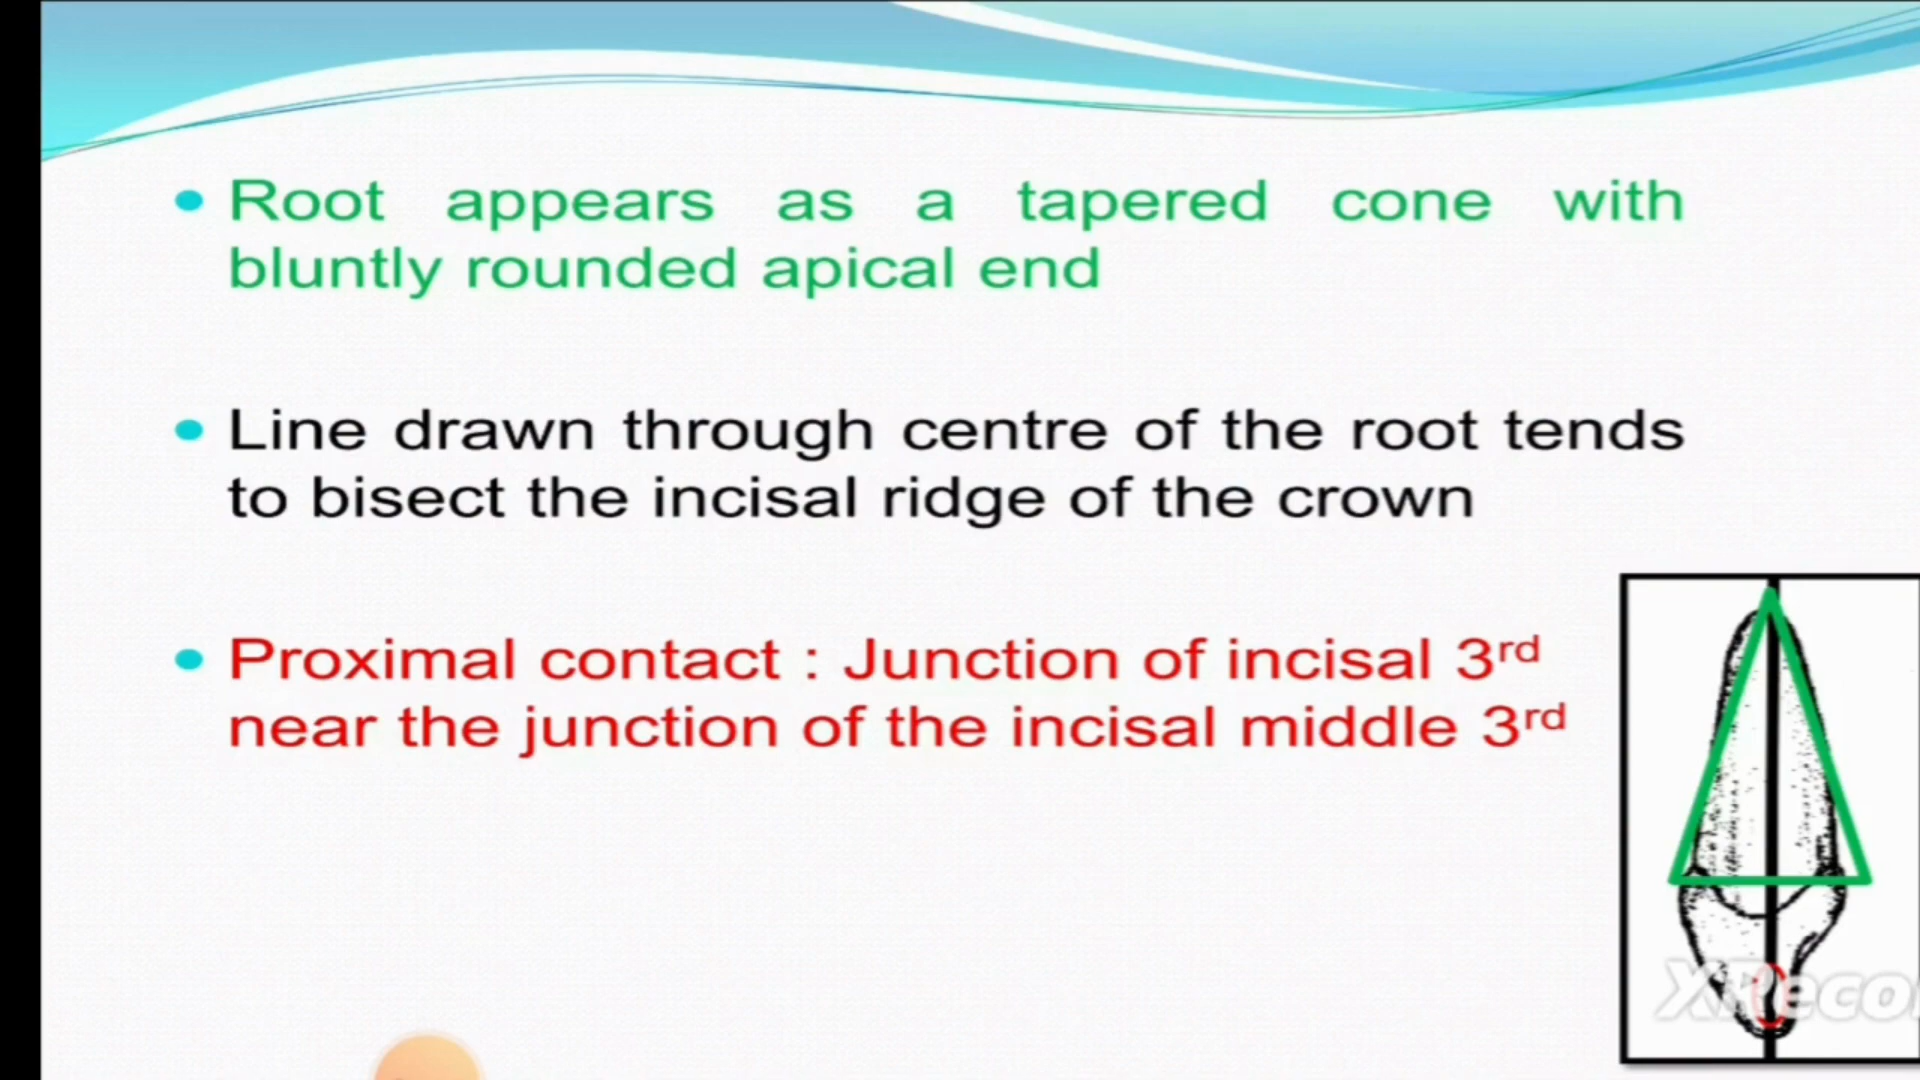 Root appears as a tapered cone with
bluntly rounded apical end
Line drawn through centre of the root tends
to bisect the incisal ridge of the crown
Proximal contact : Junction of incisal 3rd
near the junction of the incisal middle 3rd
XReco